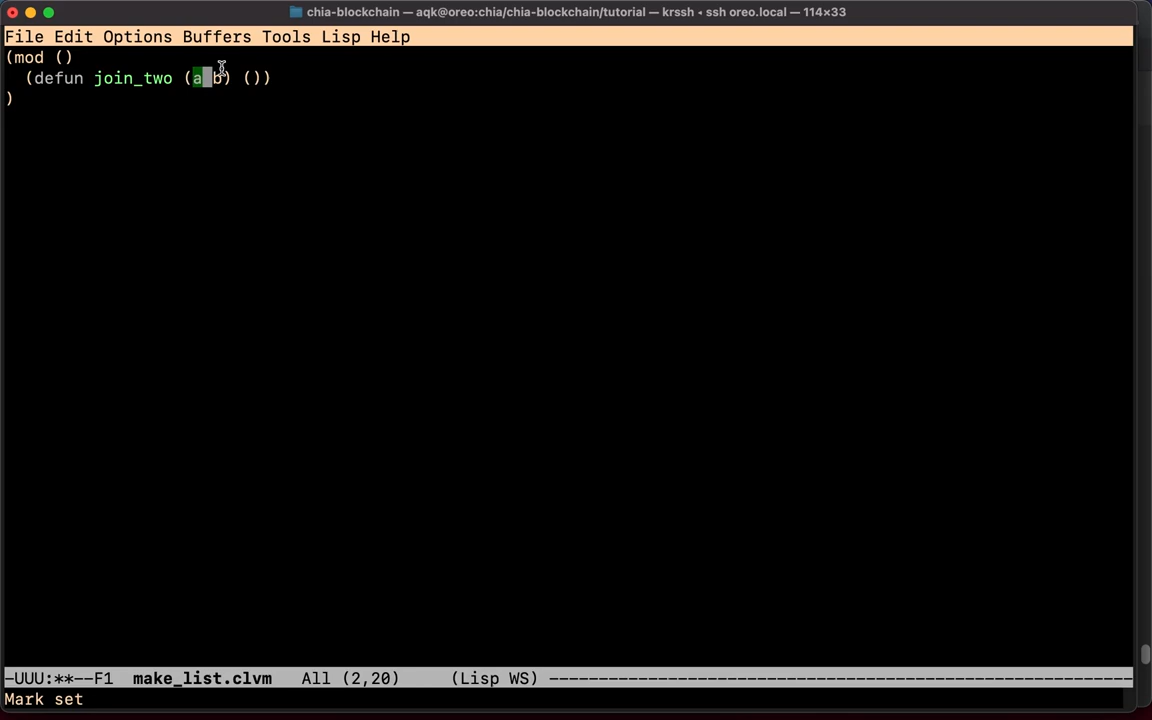 chia-blockchain — aqk@oreo:chia/chia-blockchain/tutorial — krssh ◂ ssh oreo.local — 114×33
File Edit Options Buffers Tools Lisp Help
(mod ()
  (defun join_two (a b) ())
)
-UUU:**--F1  make_list.clvm   All (2,20)     (Lisp WS) -----------------------------------------------------------
Mark set